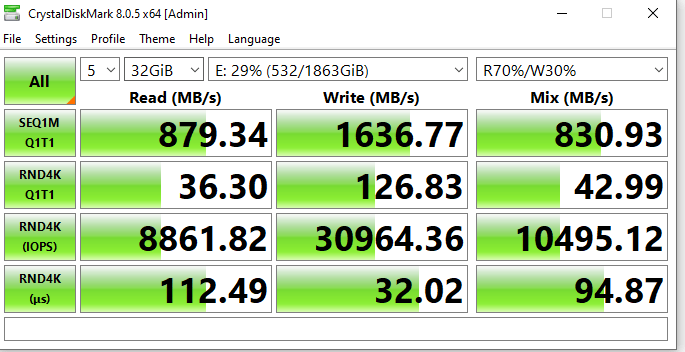 CrystalDiskMark 8.0.5 x64 [Admin]
File Settings Profile Theme Help Language
All 5 32GiB E: 29% (532/1863GiB) R70%/W30%
Read (MB/s) Write (MB/s) Mix (MB/s)
SEQ1M
Q1T1
879.34 1636.77 830.93
RND4K
Q1T1
36.30 126.83 42.99
RND4K
(IOPS)
8861.82 30964.36 10495.12
RND4K
(μs)
112.49 32.02 94.87